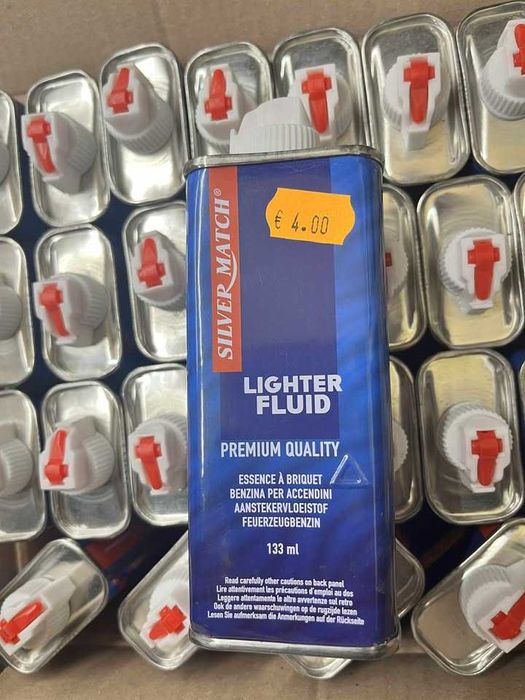 € 4.00
SILVER MATCH®
LIGHTER
FLUID
PREMIUM QUALITY
ESSENCE À BRIQUET
BENZINA PER ACCENDINI
AANSTEKERVLOEISTOF
FEUERZEUGBENZIN
133 ml
Read carefully other cautions on back panel
Lire attentivement les précautions d'emploi au dos
Leggere attentamente le altre avvertenze sul retro
Ook de andere waarschuwingen op de rugzijde lezen
Lesen Sie aufmerksam die Anmerkungen auf der Rückseite